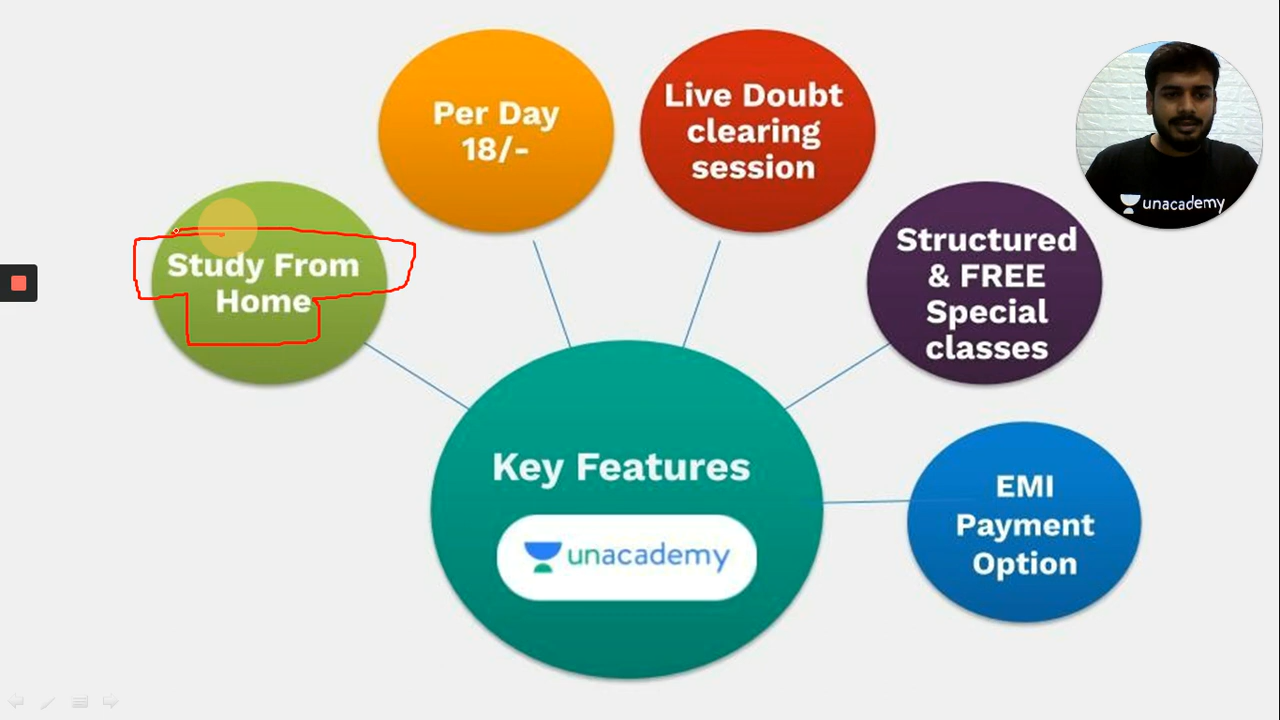 Per Day
18/-
Live Doubt
clearing
session
unacademy
Study From
Home
Structured
& FREE
Special
classes
Key Features
unacademy
EMI
Payment
Option